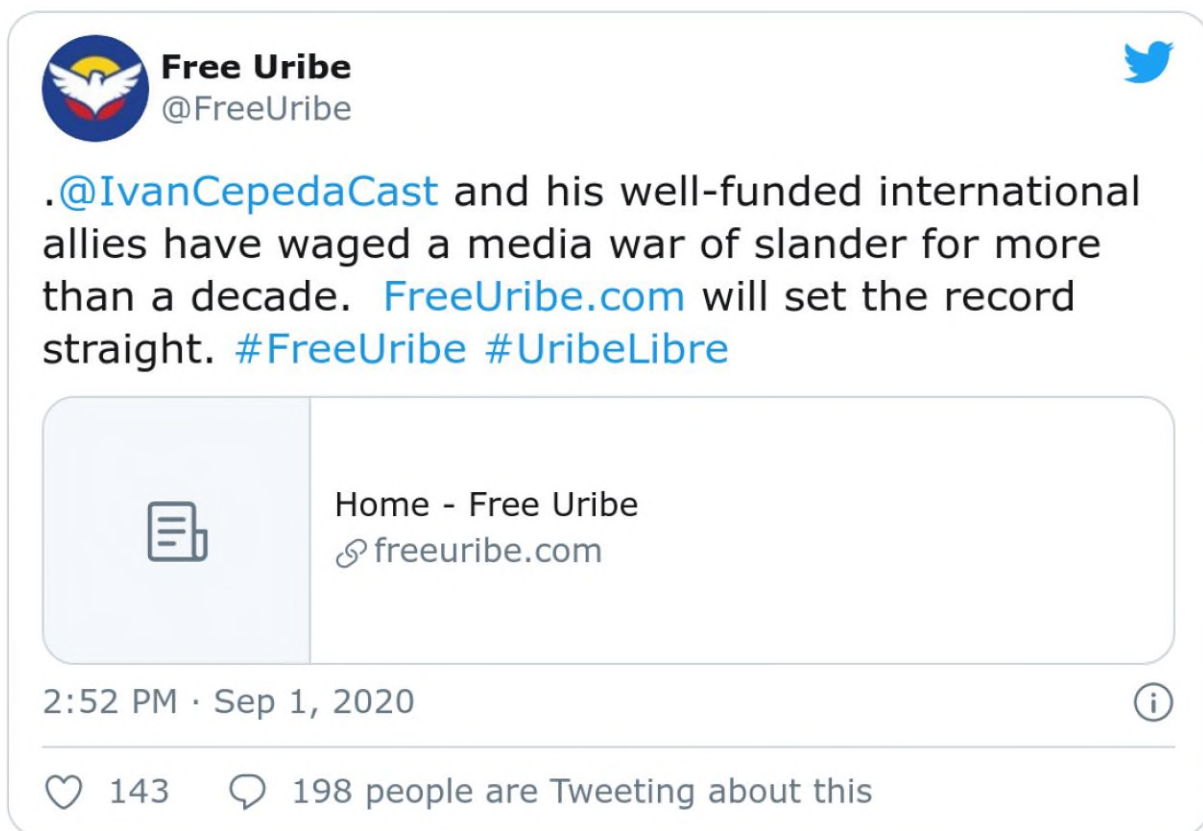 Free Uribe
@FreeUribe
.@IvanCepedaCast and his well-funded international
allies have waged a media war of slander for more
than a decade.  FreeUribe.com will set the record
straight. #FreeUribe #UribeLibre
Home - Free Uribe
freeuribe.com
2:52 PM · Sep 1, 2020
143 198 people are Tweeting about this